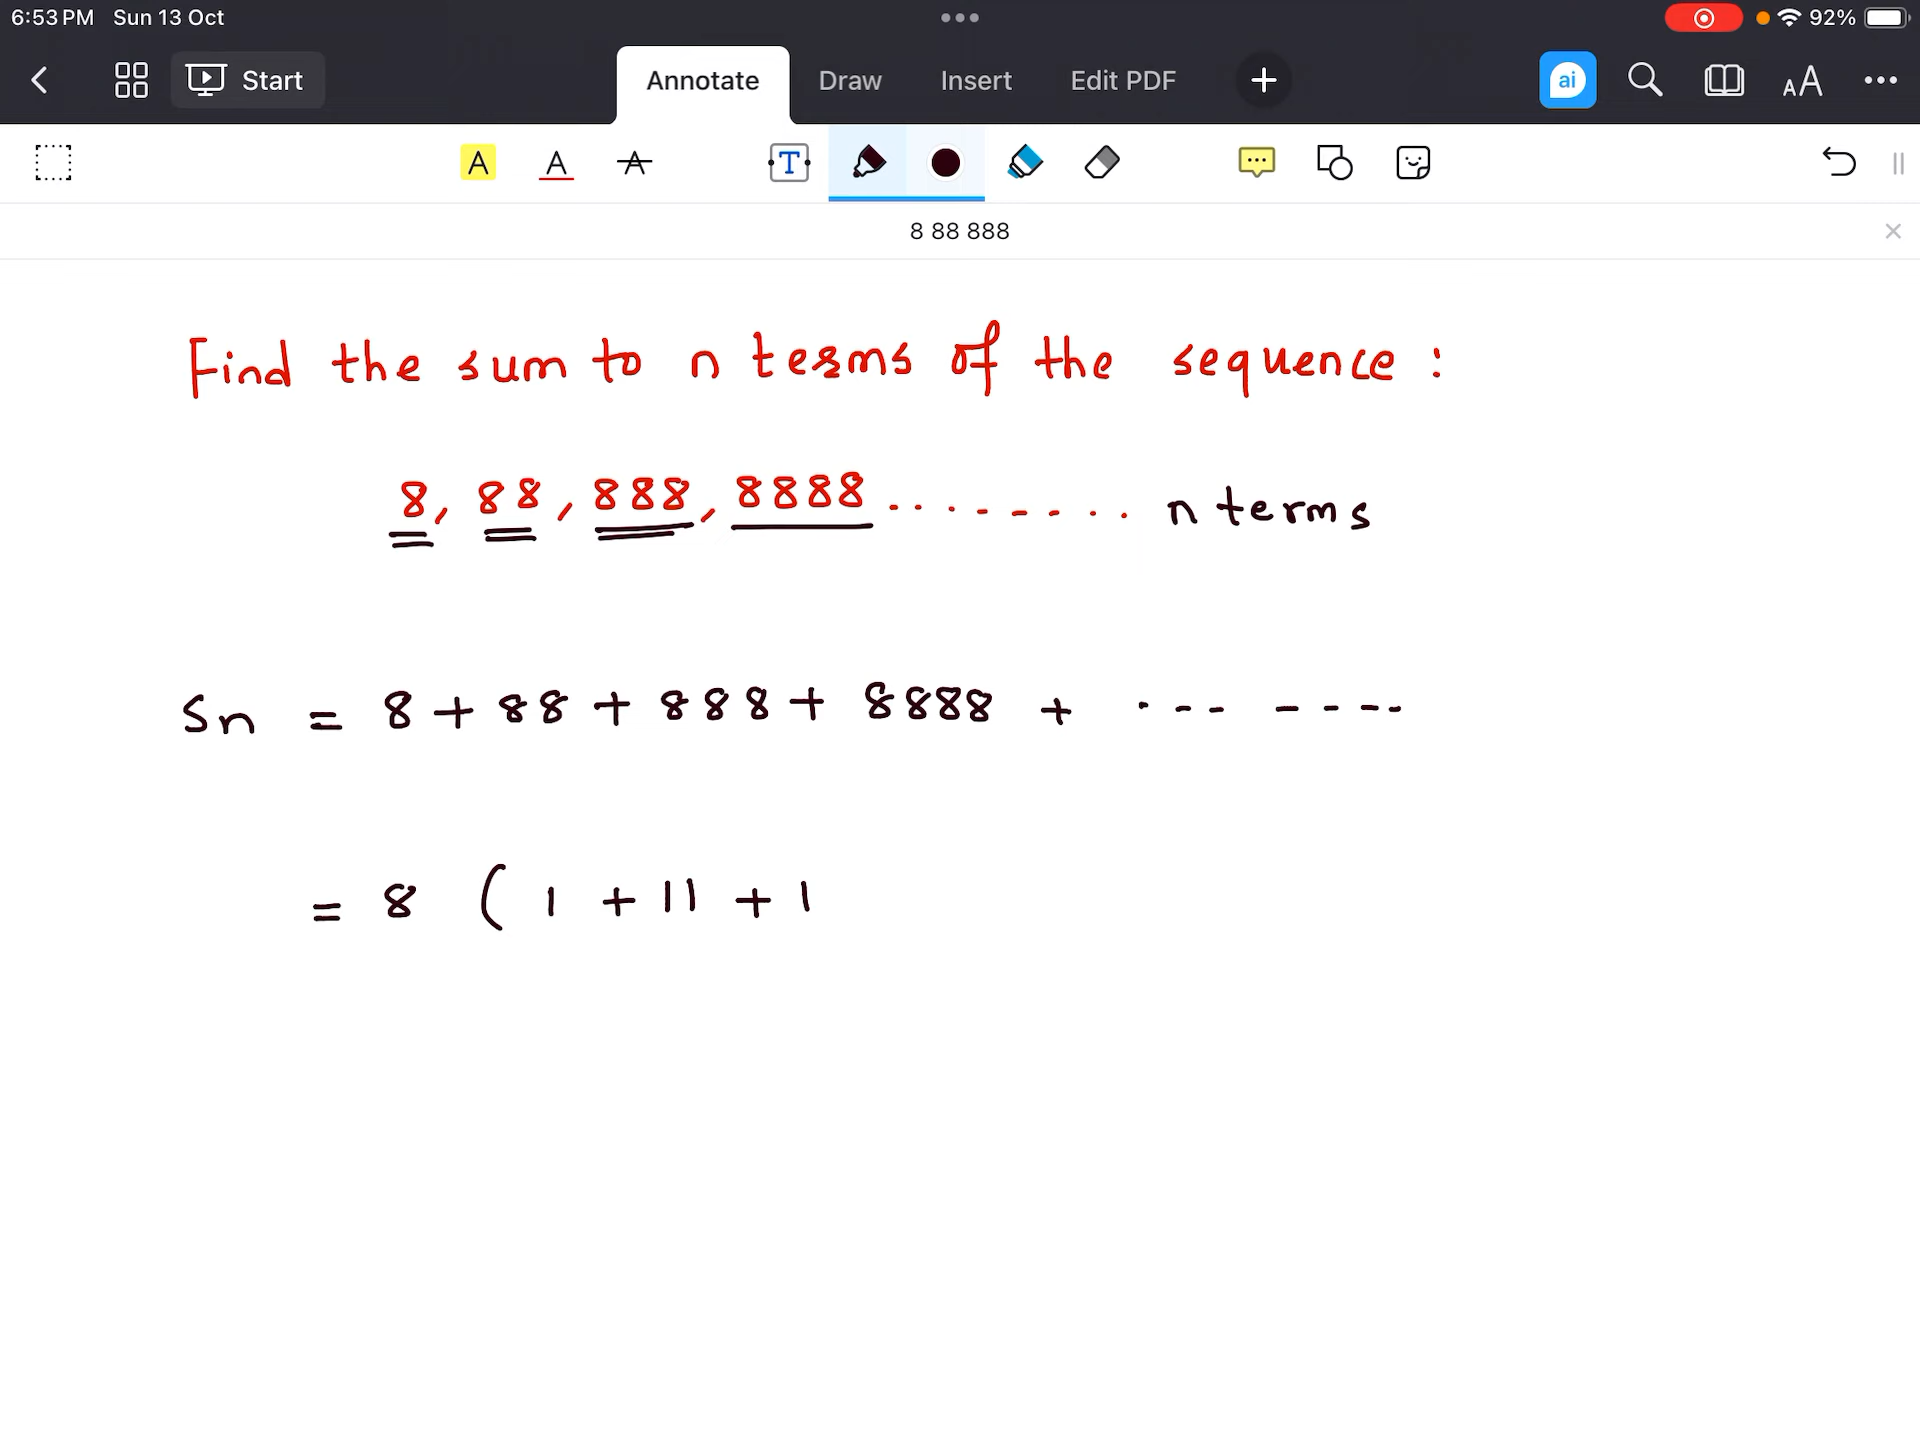 6:53 PM Sun 13 Oct 92%
Start Annotate Draw Insert Edit PDF ai AA
A A A T
8 88 888
Find the sum to n terms of the sequence :
8, 88, 888, 8888 ........ n terms
Sn = 8 + 88 + 888 + 8888 + ··-- ----
= 8 ( 1 + 11 + 1